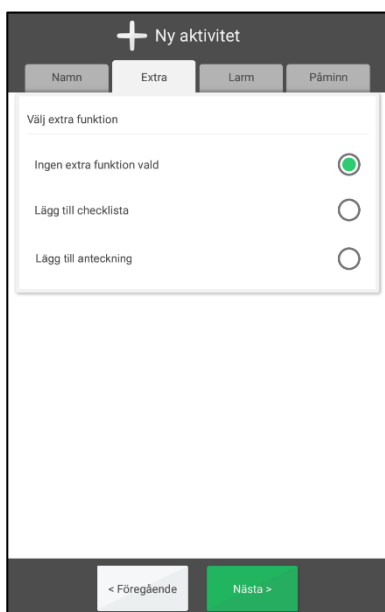 Ny aktivitet
Namn Extra Larm Påminn
Välj extra funktion
Ingen extra funktion vald
Lägg till checklista
Lägg till anteckning
< Föregående Nästa >